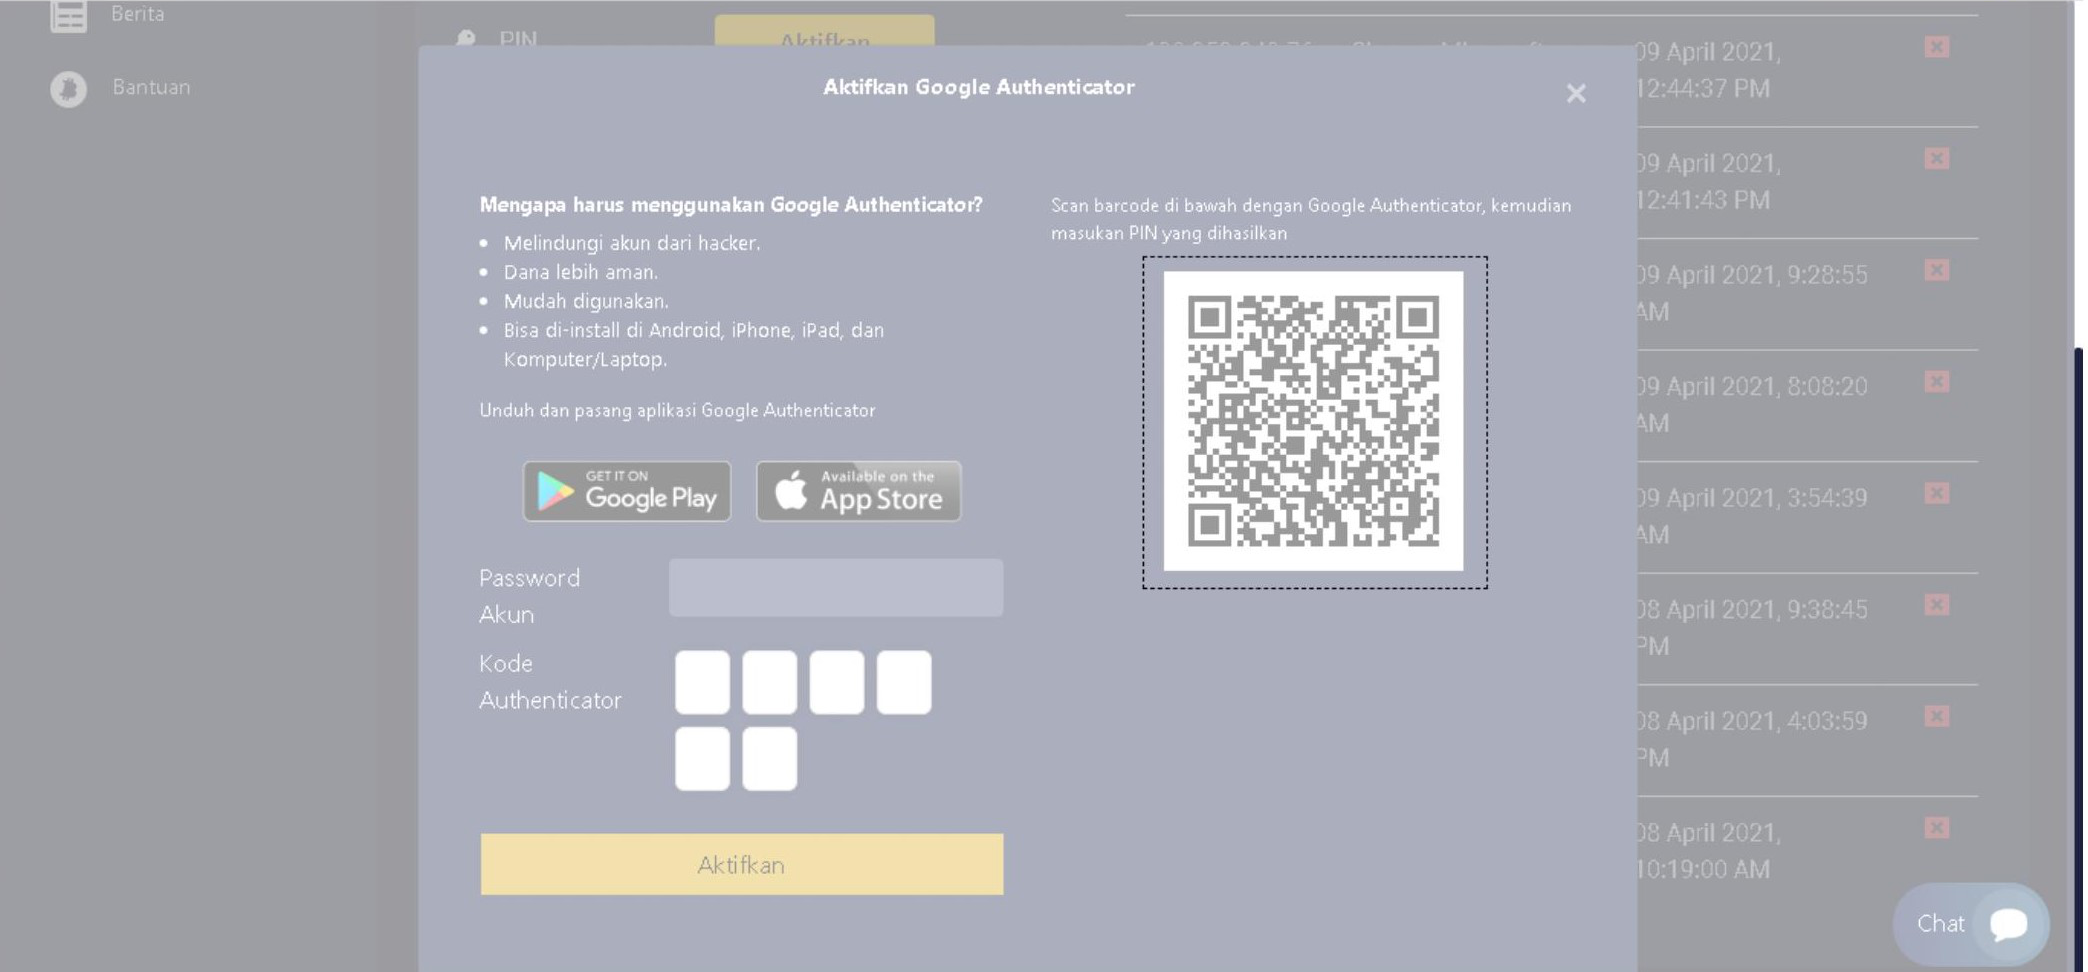 Berita
Bantuan
PIN
Aktifkan
Aktifkan Google Authenticator
Mengapa harus menggunakan Google Authenticator?
Melindungi akun dari hacker.
Dana lebih aman.
Mudah digunakan.
Bisa di-install di Android, iPhone, iPad, dan
Komputer/Laptop.
Unduh dan pasang aplikasi Google Authenticator
GET IT ON
Google Play
Available on the
App Store
Password
Akun
Kode
Authenticator
Aktifkan
Scan barcode di bawah dengan Google Authenticator, kemudian
masukan PIN yang dihasilkan
09 April 2021,
12:44:37 PM
09 April 2021,
12:41:43 PM
09 April 2021, 9:28:55
AM
09 April 2021, 8:08:20
AM
09 April 2021, 3:54:39
AM
08 April 2021, 9:38:45
PM
08 April 2021, 4:03:59
PM
08 April 2021,
10:19:00 AM
Chat